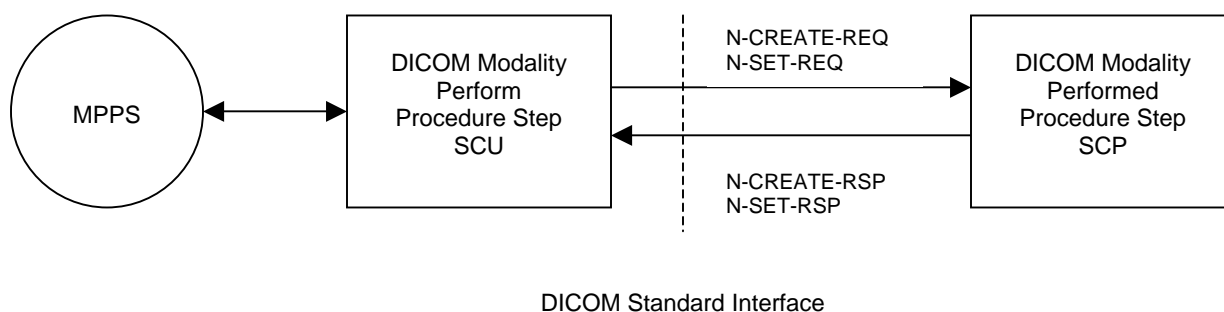 MPPS
DICOM Modality
Perform
Procedure Step
SCU
N-CREATE-REQ
N-SET-REQ
N-CREATE-RSP
N-SET-RSP
DICOM Modality
Performed
Procedure Step
SCP
DICOM Standard Interface